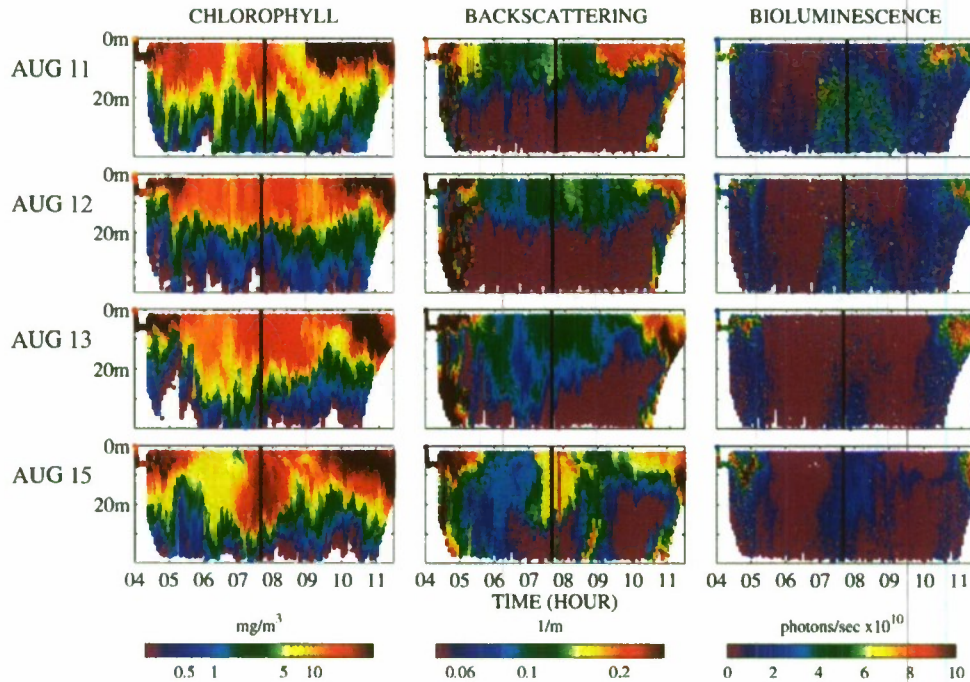 CHLOROPHYLL BACKSCATTERING BIOLUMINESCENCE
0m
AUG 11
20m
0m
AUG 12
20m
0m
AUG 13
20m
0m
AUG 15
20m
04 05 06 07 08 09 10 11 04 05 06 07 08 09 10 11 04 05 06 07 08 09 10 11
TIME (HOUR)
mg/m³ 1/m photons/sec x10¹⁰
0.5 1 5 10 0.06 0.1 0.2 0 2 4 6 8 10